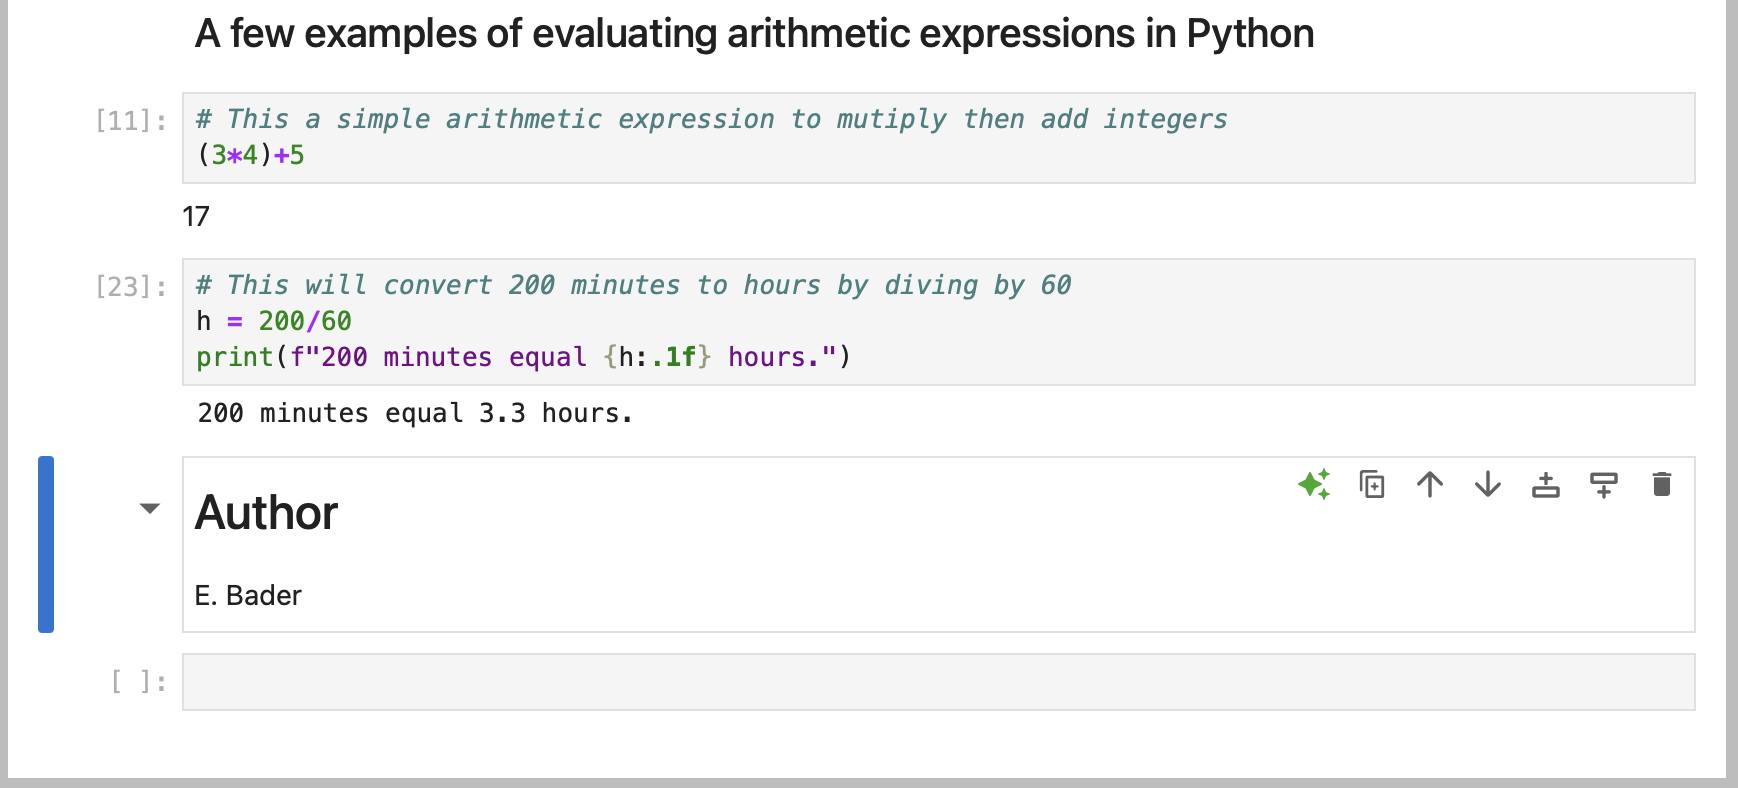 A few examples of evaluating arithmetic expressions in Python
[11]:
# This a simple arithmetic expression to mutiply then add integers
(3*4)+5
17
[23]:
# This will convert 200 minutes to hours by diving by 60
h = 200/60
print(f"200 minutes equal {h:.1f} hours.")
200 minutes equal 3.3 hours.
Author
E. Bader
[ ]: